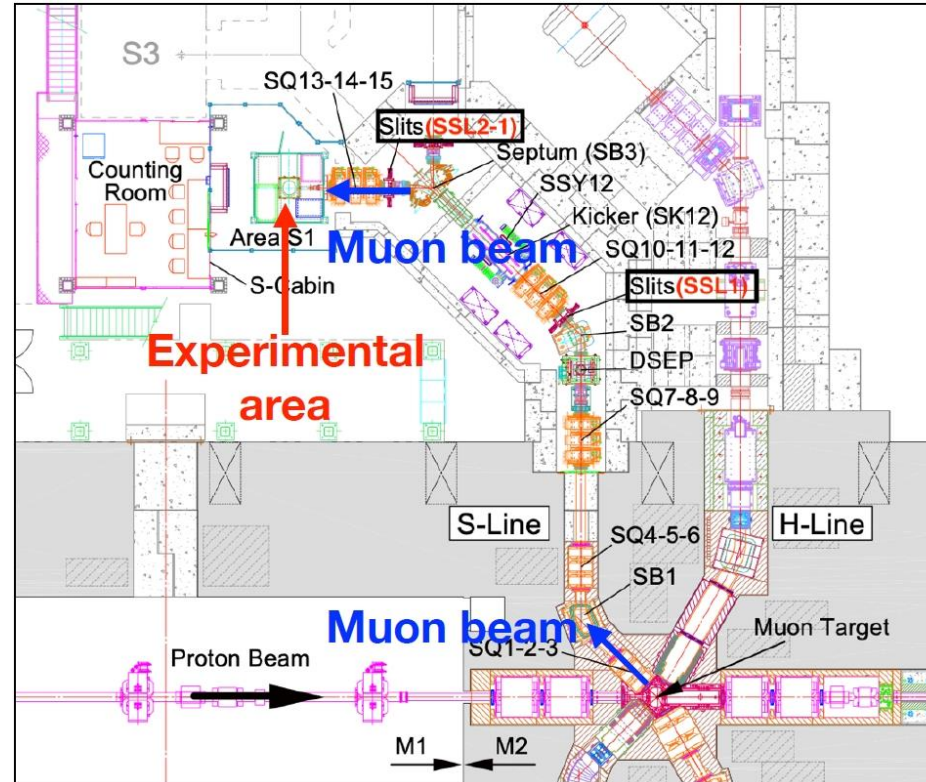 S3
SQ13-14-15
Slits(SSL2-1)
Septum (SB3)
SSY12
Counting
Room
Kicker (SK12)
Area S1
Muon beam
SQ10-11-12
S-Cabin
Slits(SSL1)
SB2
Experimental
area
DSEP
SQ7-8-9
S-Line
H-Line
SQ4-5-6
SB1
Muon beam
Muon Target
SQ1-2-3
Proton Beam
M1
M2